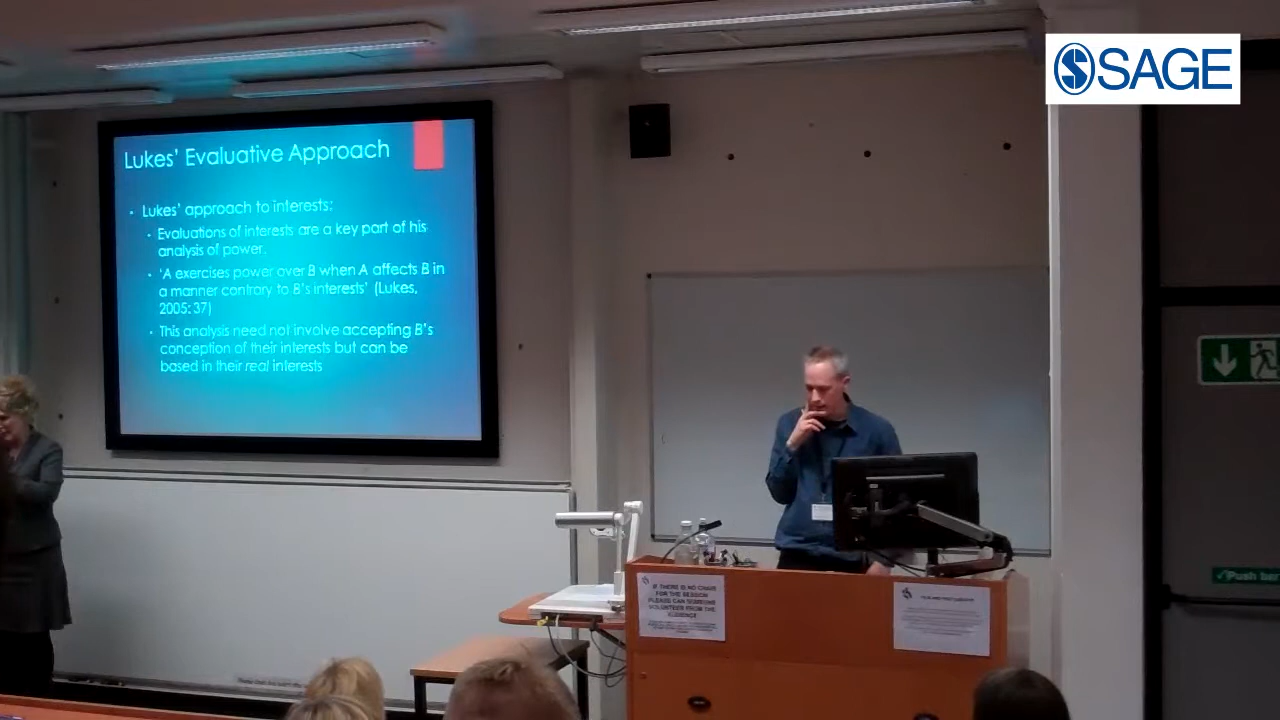 SAGE
Lukes' Evaluative Approach
• Lukes' approach to interests:
• Evaluations of interests are a key part of his
analysis of power.
• 'A exercises power over B when A affects B in
a manner contrary to B's interests' (Lukes,
2005: 37)
• This analysis need not involve accepting B's
conception of their interests but can be
based in their real interests
IF THERE IS NO CHAIR
FOR THE SESSION
PLEASE CAN SOMEONE
VOLUNTEER FROM THE
AUDIENCE
Push bar